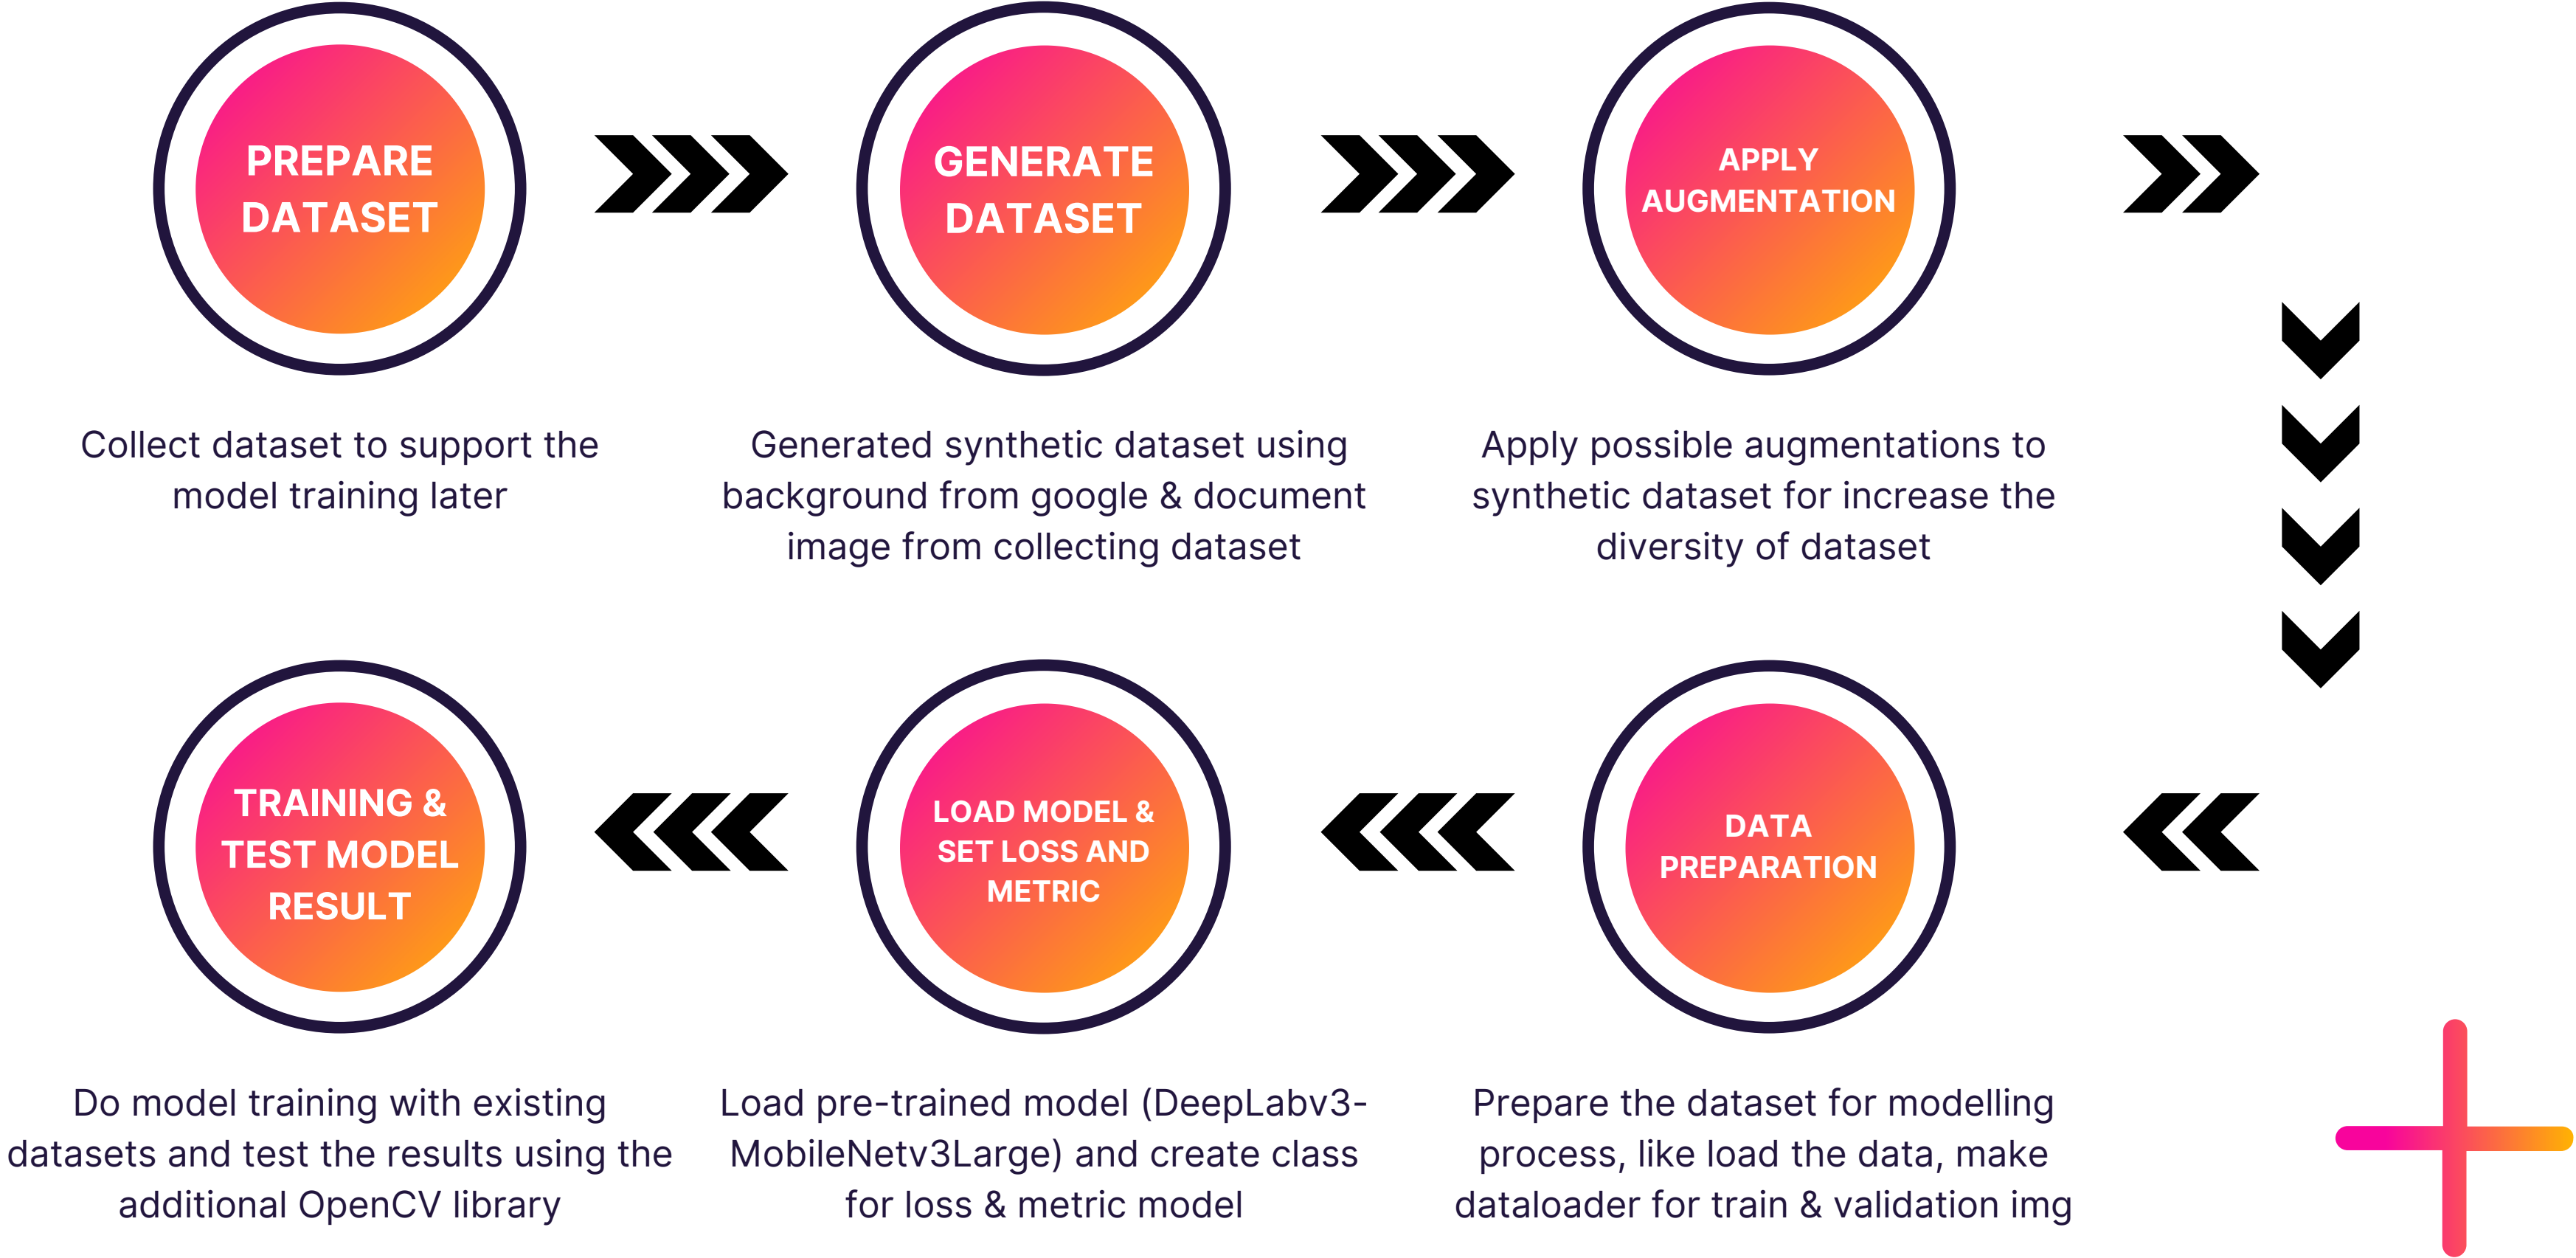 PREPARE
DATASET
Collect dataset to support the
model training later
GENERATE
DATASET
Generated synthetic dataset using
background from google & document
image from collecting dataset
APPLY
AUGMENTATION
Apply possible augmentations to
synthetic dataset for increase the
diversity of dataset
DATA
PREPARATION
Prepare the dataset for modelling
process, like load the data, make
dataloader for train & validation img
LOAD MODEL &
SET LOSS AND
METRIC
Load pre-trained model (DeepLabv3-
MobileNetv3Large) and create class
for loss & metric model
TRAINING &
TEST MODEL
RESULT
Do model training with existing
datasets and test the results using the
additional OpenCV library